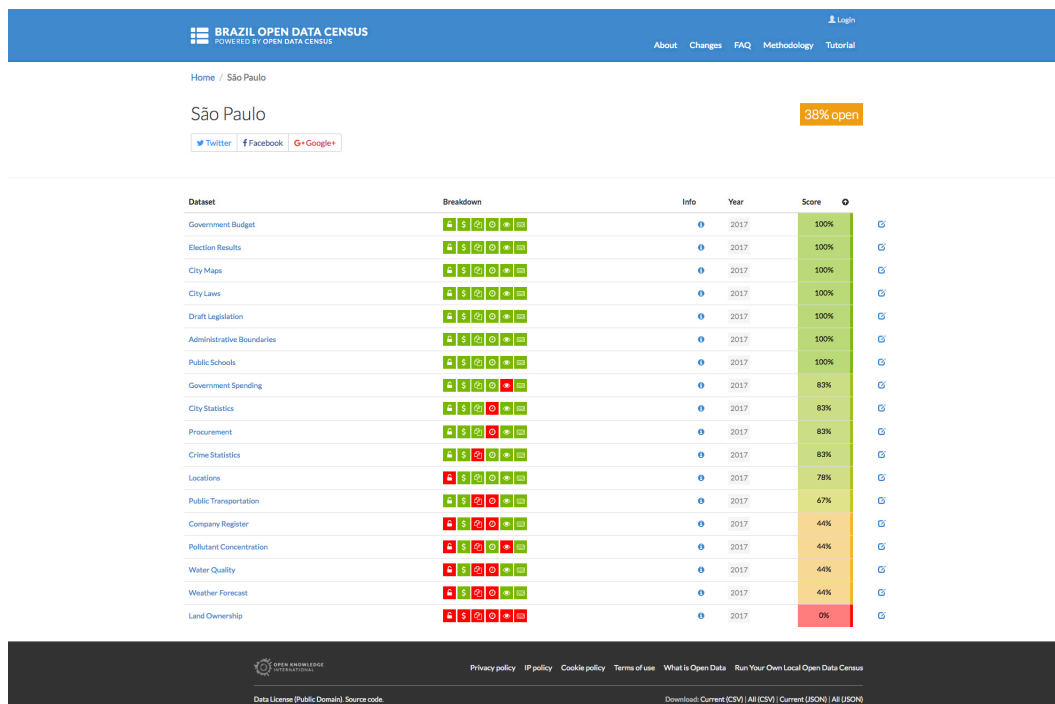 Login
BRAZIL OPEN DATA CENSUS
POWERED BY OPEN DATA CENSUS
About Changes FAQ Methodology Tutorial
Home / São Paulo
São Paulo
38% open
Twitter Facebook G+ Google+
Dataset Breakdown Info Year Score
Government Budget 2017 100%
Election Results 2017 100%
City Maps 2017 100%
City Laws 2017 100%
Draft Legislation 2017 100%
Administrative Boundaries 2017 100%
Public Schools 2017 100%
Government Spending 2017 83%
City Statistics 2017 83%
Procurement 2017 83%
Crime Statistics 2017 83%
Locations 2017 78%
Public Transportation 2017 67%
Company Register 2017 44%
Pollutant Concentration 2017 44%
Water Quality 2017 44%
Weather Forecast 2017 44%
Land Ownership 2017 0%
OPEN KNOWLEDGE
INTERNATIONAL
Privacy policy IP policy Cookie policy Terms of use What is Open Data Run Your Own Local Open Data Census
Data License (Public Domain). Source code. Download: Current (CSV) | All (CSV) | Current (JSON) | All (JSON)